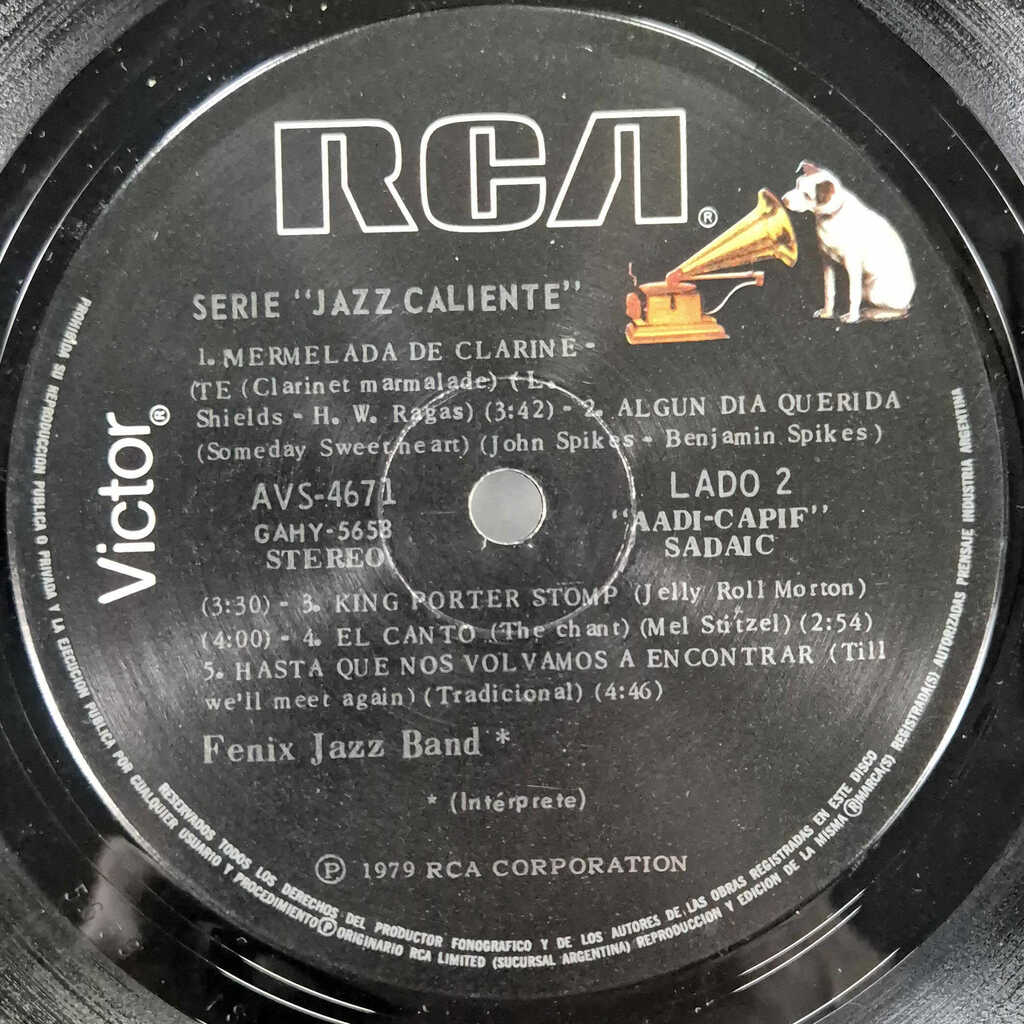 RCA®
SERIE "JAZZ CALIENTE"
1. MERMELADA DE CLARINE-
TE (Clarinet marmalade) (L.
Shields - H. W. Ragas) (3:42) - 2. ALGUN DIA QUERIDA
(Someday Sweetheart) (John Spikes - Benjamin Spikes)
Victor®
AVS-4671
GAHY-5658
STEREO
LADO 2
"AADI-CAPIF"
SADAIC
(3:30) - 3. KING PORTER STOMP (Jelly Roll Morton)
(4:00) - 4. EL CANTO (The chant) (Mel Stitzel) (2:54)
5. HASTA QUE NOS VOLVAMOS A ENCONTRAR (Till
we'll meet again) (Tradicional) (4:46)
Fenix Jazz Band *
* (Intérprete)
℗ 1979 RCA CORPORATION
PROHIBIDA SU REPRODUCCION PUBLICA O PRIVADA Y LA EJECUCION PUBLICA POR CUALQUIER USUARIO Y PROCEDIMIENTO ℗ ORIGINARIO RCA LIMITED (SUCURSAL ARGENTINA) REPRODUCCION Y EDICION DE LA MISMA ® MARCA(S) REGISTRADA(S) AUTORIZADAS PRENSAJE INDUSTRIA ARGENTINA
RESERVADOS TODOS LOS DERECHOS DEL PRODUCTOR FONOGRAFICO Y DE LOS AUTORES DE LAS OBRAS REGISTRADAS EN ESTE DISCO